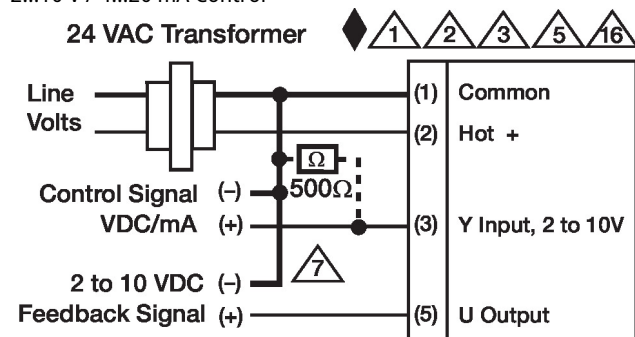 24 VAC Transformer
1 2 3 5 16
Line Volts
(1) Common
(2) Hot +
Ω
500Ω
Control Signal (–)
VDC/mA (+)
(3) Y Input, 2 to 10V
7
2 to 10 VDC (–)
Feedback Signal (+)
(5) U Output